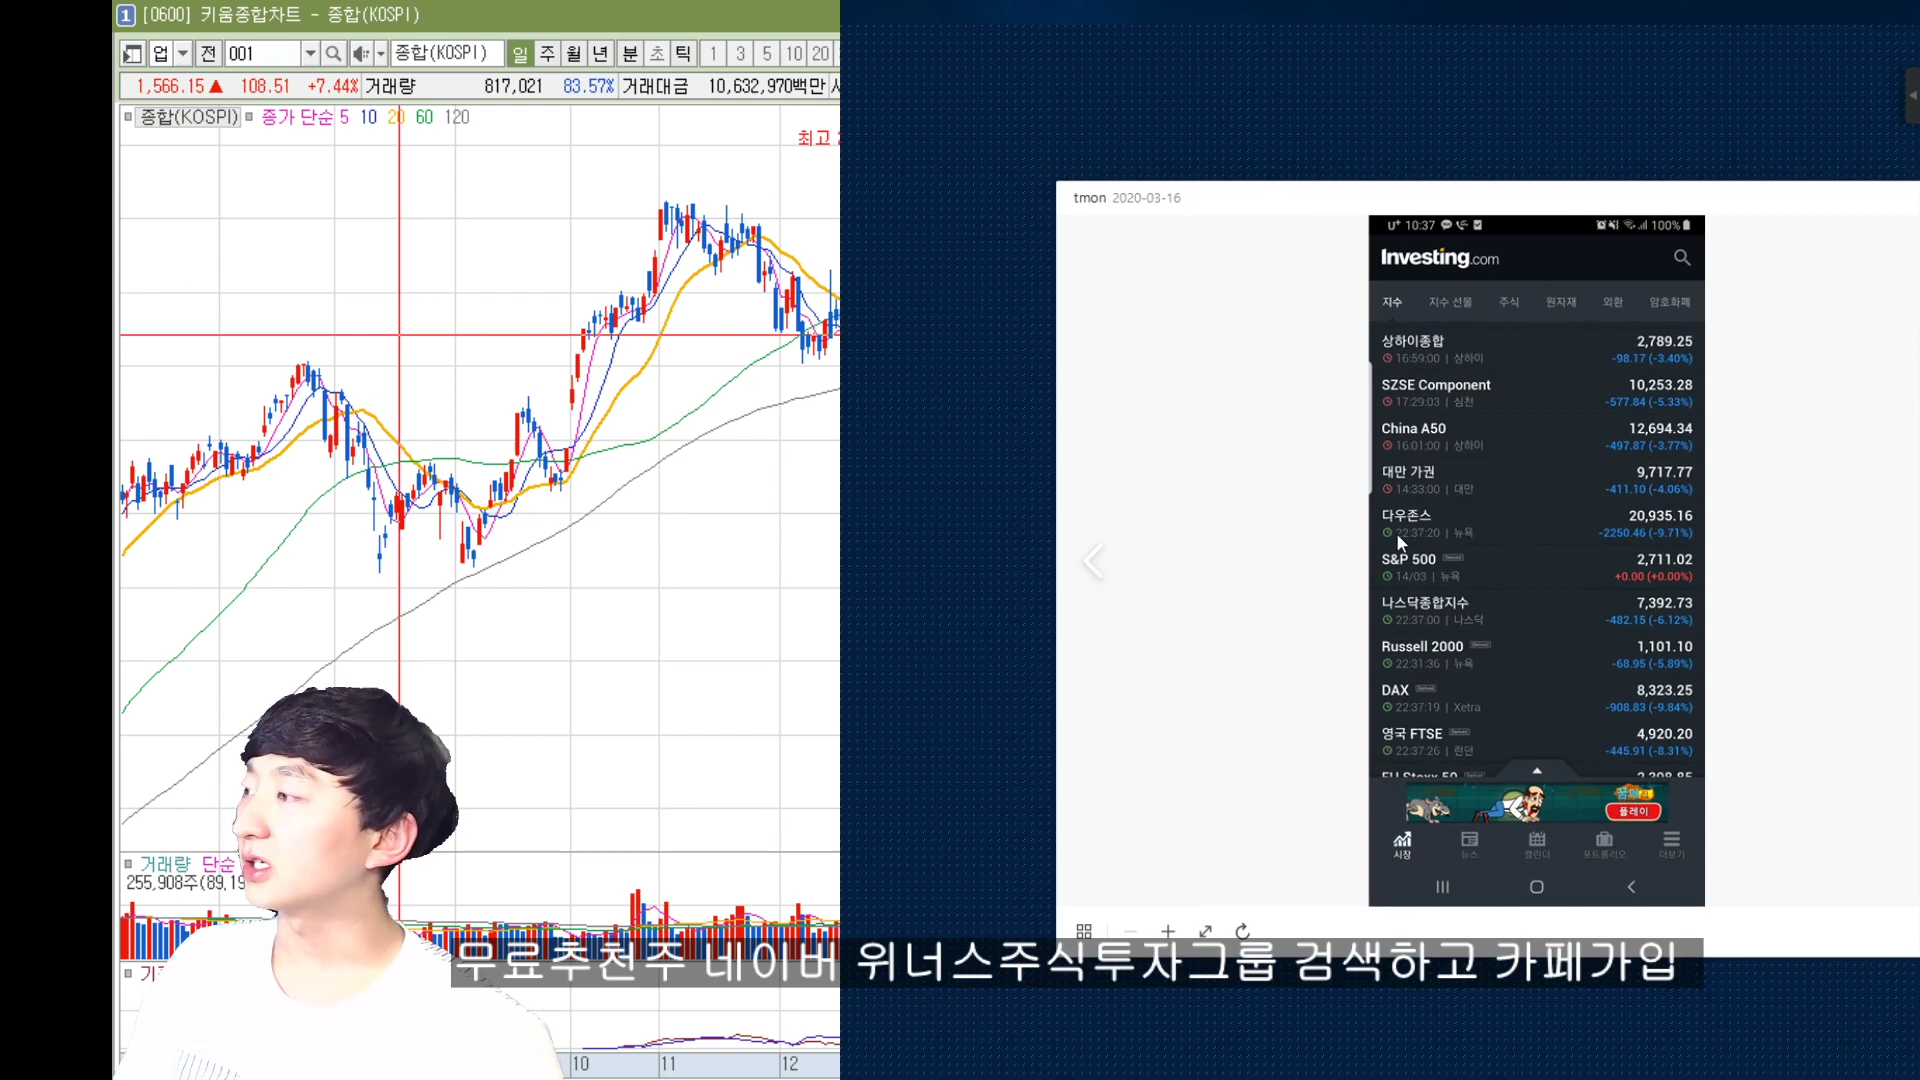 1 [0600] 키움종합차트 - 종합(KOSPI)
업 전 001 종합(KOSPI) 일 주 월 년 분 초 틱 1 3 5 10 20
1,566.15 ▲ 108.51 +7.44% 거래량 817,021 83.57% 거래대금 10,632,970백만
종합(KOSPI) 종가 단순 5 10 20 60 120
최고
거래량 단순
255,908주(89,19
10 11 12
tmon 2020-03-16
U+ 10:37 100%
Investing.com
지수 지수 선물 주식 원자재 외환 암호화폐
상하이종합 2,789.25
16:59:00 | 상하이 -98.17 (-3.40%)
SZSE Component 10,253.28
17:29:03 | 심천 -577.84 (-5.33%)
China A50 12,694.34
16:01:00 | 상하이 -497.87 (-3.77%)
대만 가권 9,717.77
14:33:00 | 대만 -411.10 (-4.06%)
다우존스 20,935.16
22:37:20 | 뉴욕 -2250.46 (-9.71%)
S&P 500 2,711.02
14/03 | 뉴욕 +0.00 (+0.00%)
나스닥종합지수 7,392.73
22:37:00 | 나스닥 -482.15 (-6.12%)
Russell 2000 1,101.10
22:31:36 | 뉴욕 -68.95 (-5.89%)
DAX 8,323.25
22:37:19 | Xetra -908.83 (-9.84%)
영국 FTSE 4,920.20
22:37:26 | 런던 -445.91 (-8.31%)
플레이
시장 뉴스 캘린더 포트폴리오 더보기
무료추천주 네이버 위너스주식투자그룹 검색하고 카페가입